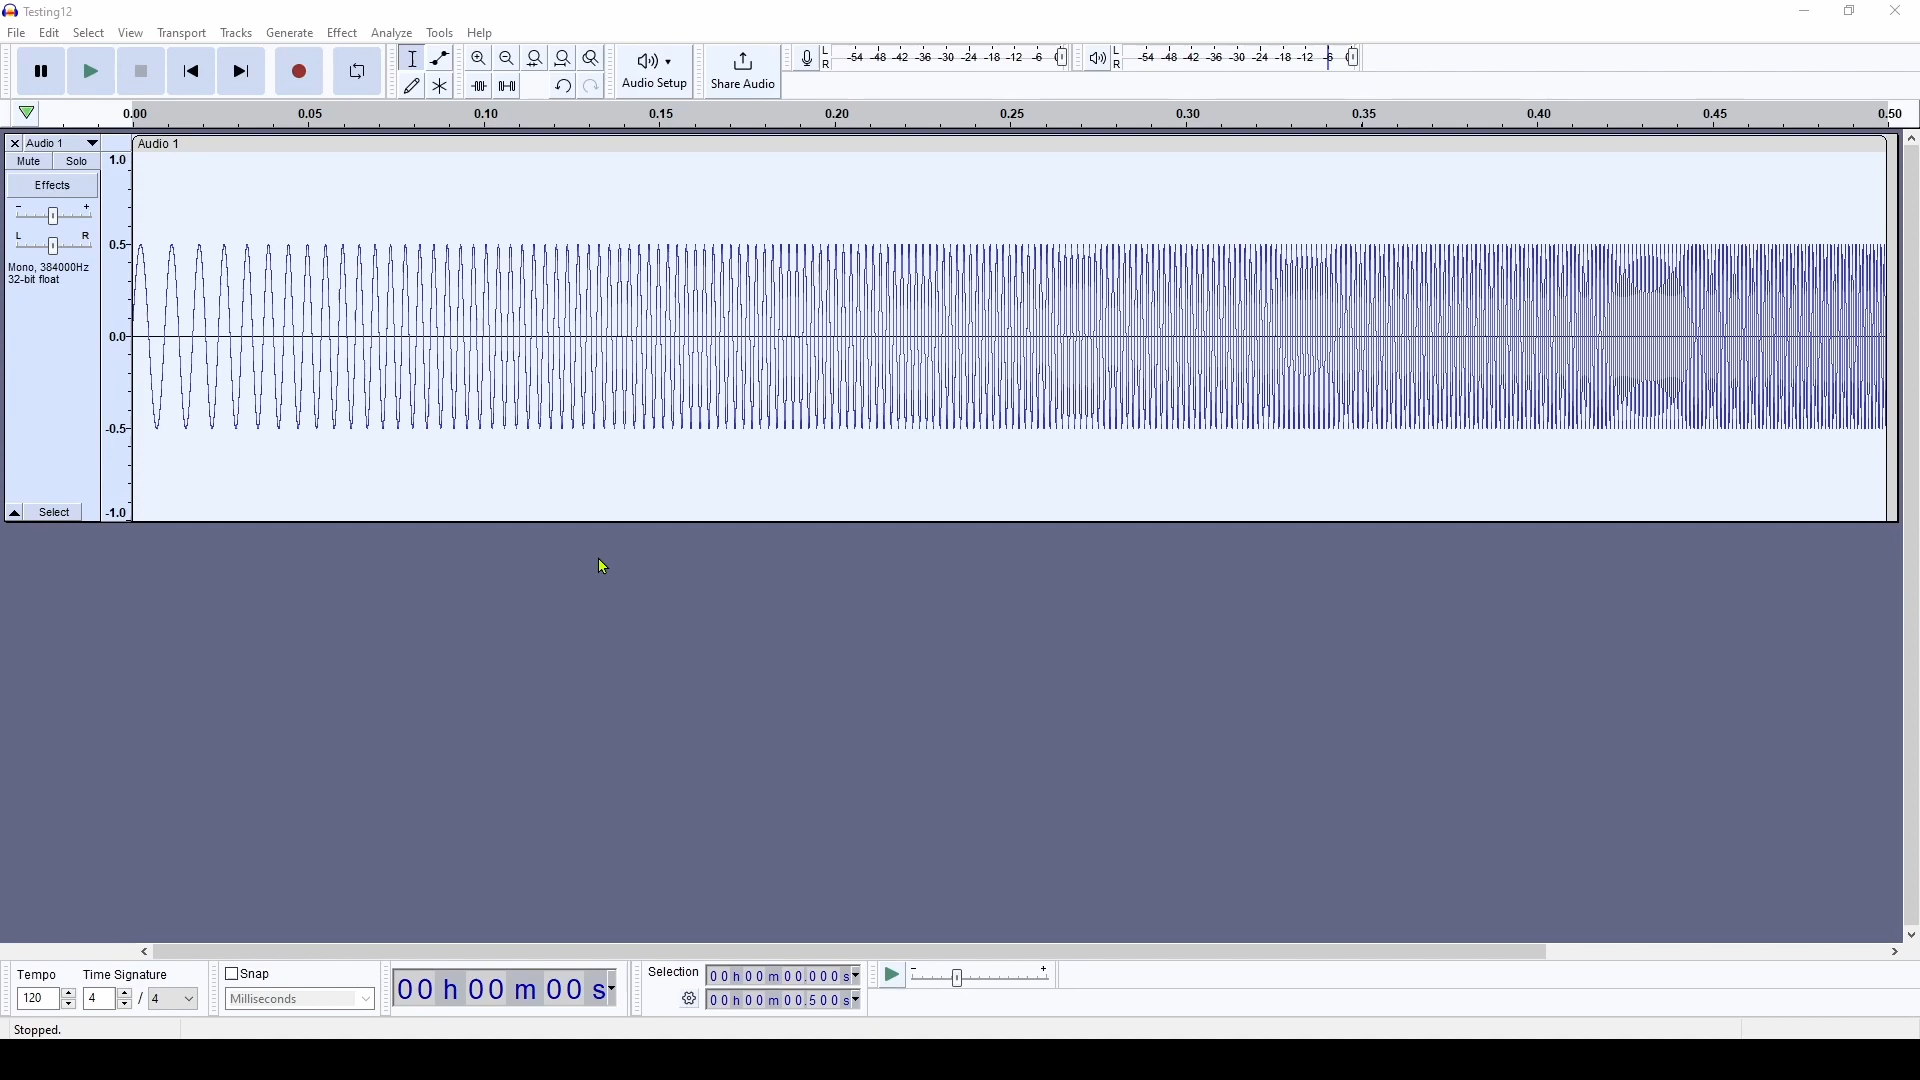 Testing12
File Edit Select View Transport Tracks Generate Effect Analyze Tools Help
Audio Setup
Share Audio
L
R
-54 -48 -42 -36 -30 -24 -18 -12 -6 0
L
R
-54 -48 -42 -36 -30 -24 -18 -12 -6 0
0.00 0.05 0.10 0.15 0.20 0.25 0.30 0.35 0.40 0.45 0.50
Audio 1
Audio 1
Mute Solo
Effects
- +
L R
Mono, 384000Hz
32-bit float
Select
1.0
0.5
0.0
-0.5
-1.0
Tempo
120
Time Signature
4 / 4
Snap
Milliseconds
00 h 00 m 00 s
Selection
00 h 00 m 00.000 s
00 h 00 m 00.500 s
- +
Stopped.